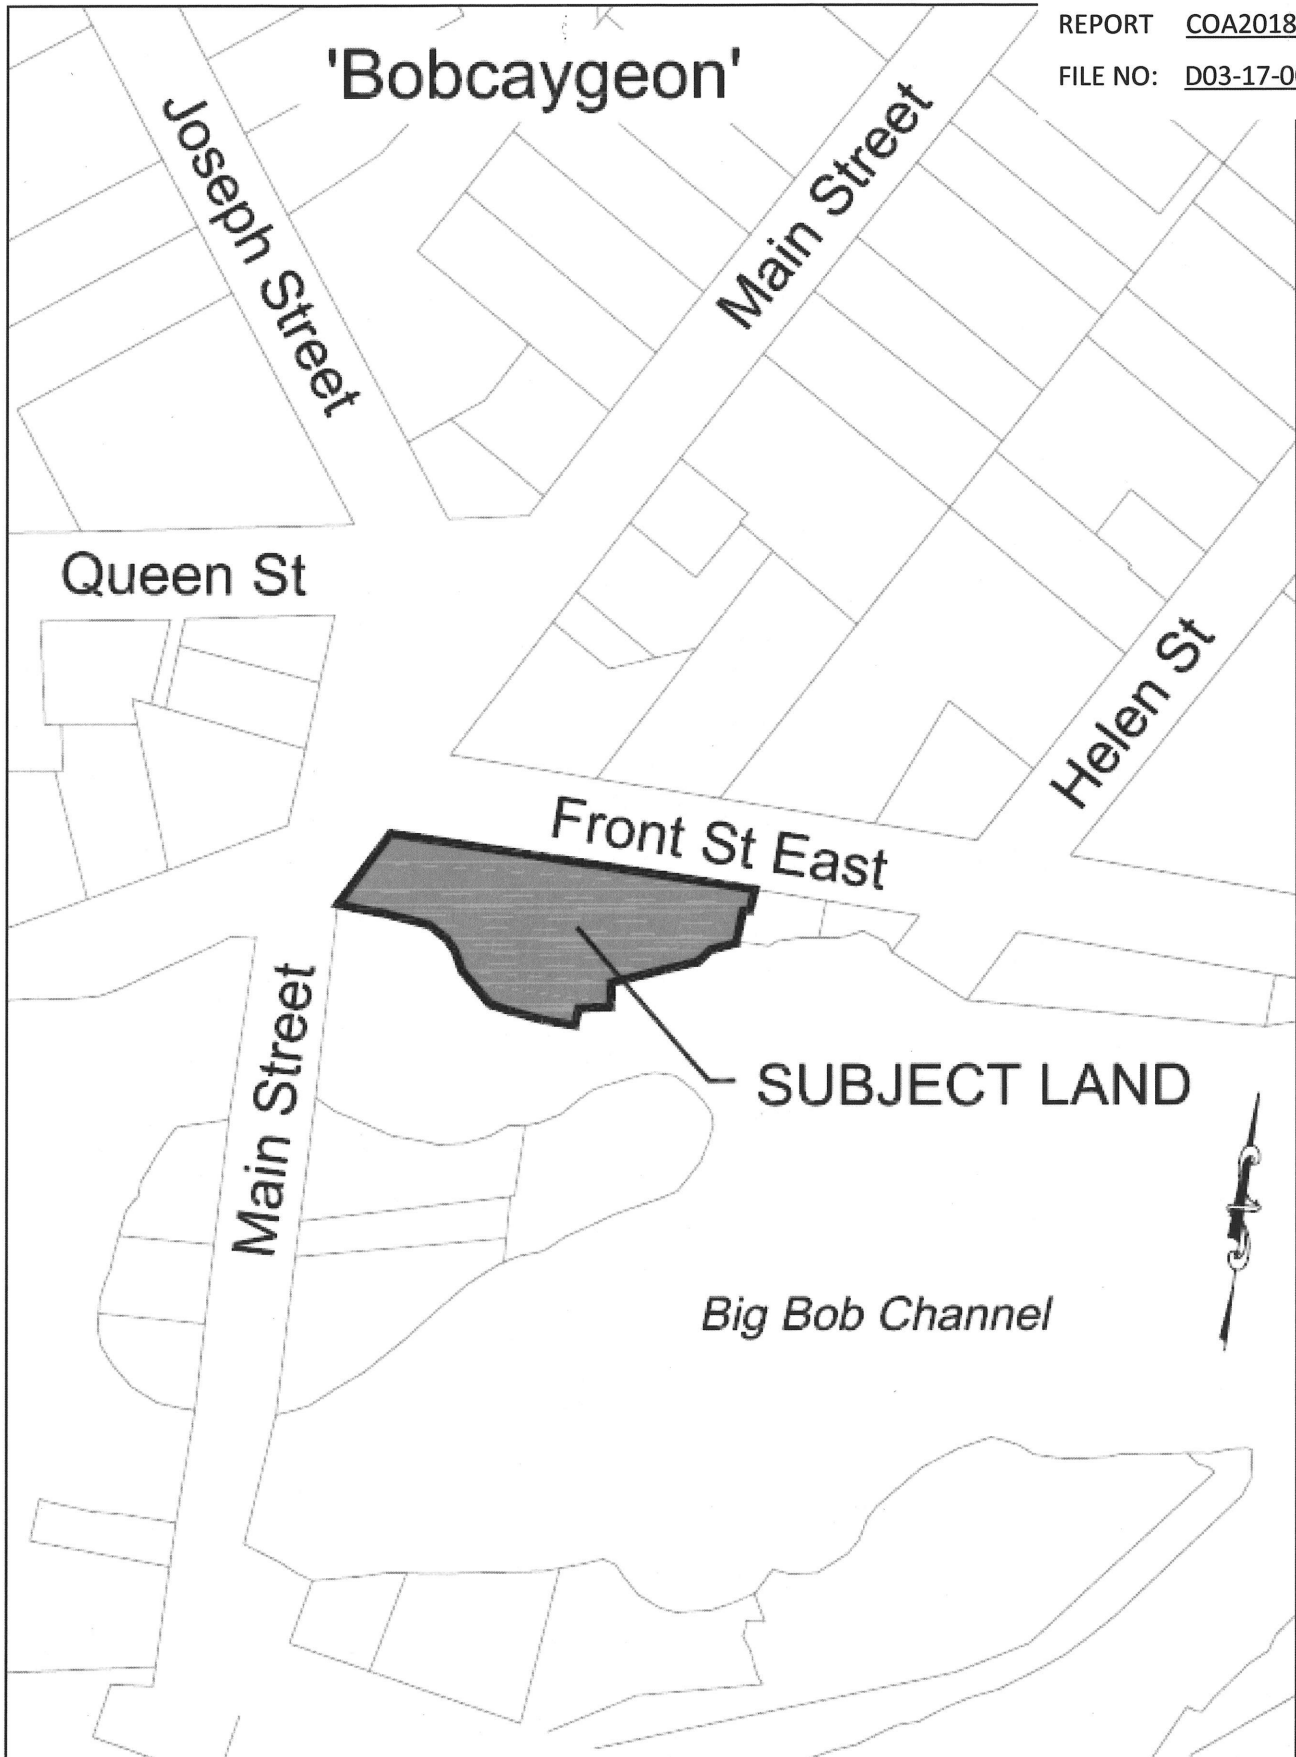 REPORT COA2018
FILE NO: D03-17-0
'Bobcaygeon'
Joseph Street
Main Street
Queen St
Helen St
Front St East
SUBJECT LAND
Main Street
Big Bob Channel